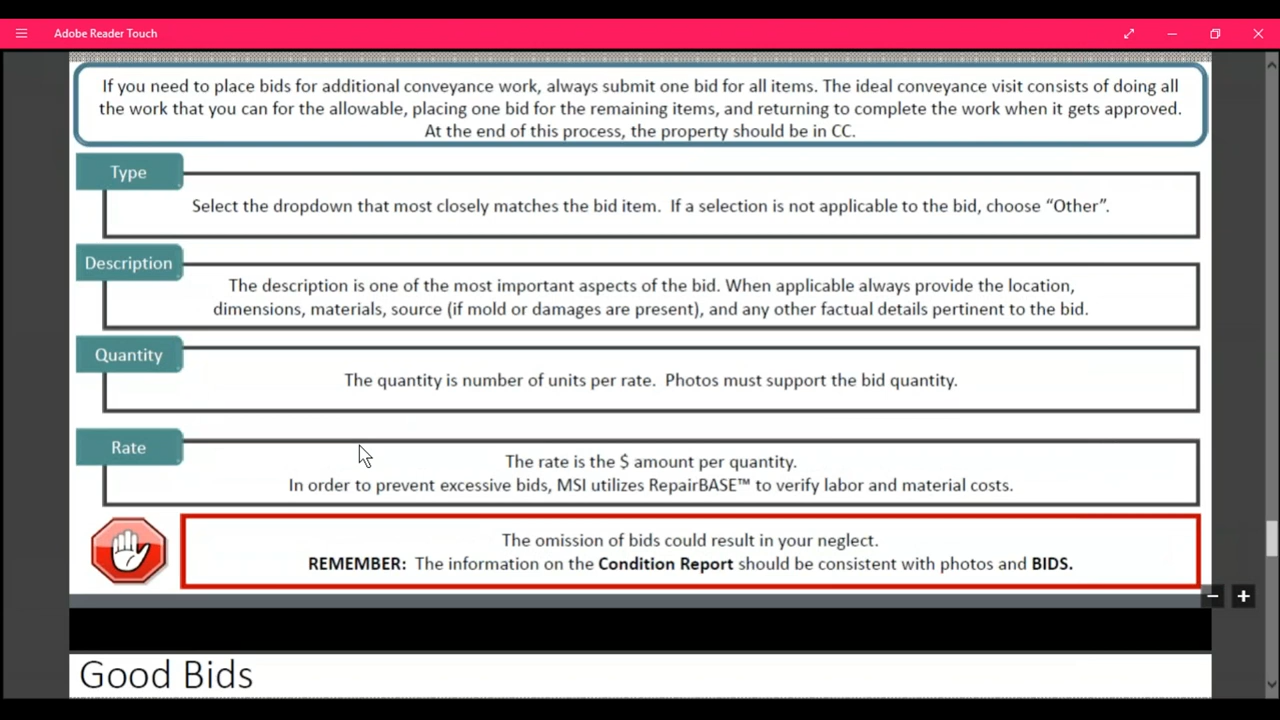 Adobe Reader Touch
If you need to place bids for additional conveyance work, always submit one bid for all items. The ideal conveyance visit consists of doing all
the work that you can for the allowable, placing one bid for the remaining items, and returning to complete the work when it gets approved.
At the end of this process, the property should be in CC.
Type
Select the dropdown that most closely matches the bid item. If a selection is not applicable to the bid, choose “Other”.
Description
The description is one of the most important aspects of the bid. When applicable always provide the location,
dimensions, materials, source (if mold or damages are present), and any other factual details pertinent to the bid.
Quantity
The quantity is number of units per rate. Photos must support the bid quantity.
Rate
The rate is the $ amount per quantity.
In order to prevent excessive bids, MSI utilizes RepairBASE™ to verify labor and material costs.
The omission of bids could result in your neglect.
REMEMBER: The information on the Condition Report should be consistent with photos and BIDS.
Good Bids